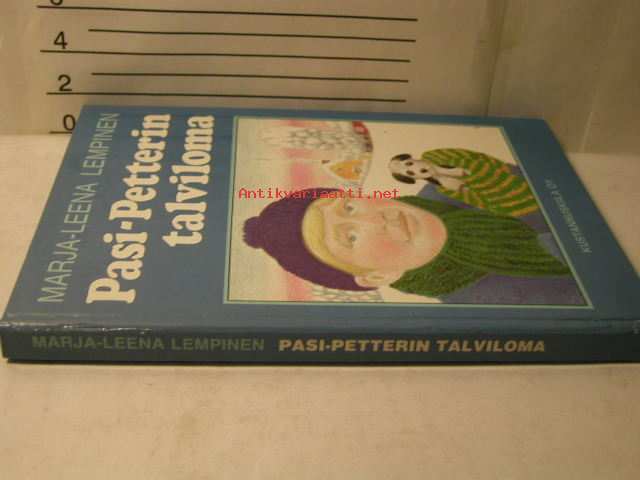 4
2
0
MARJA-LEENA LEMPINEN
Pasi-Petterin
talviloma
Antikvariaatti.net
MARJA-LEENA LEMPINEN PASI-PETTERIN TALVILOMA